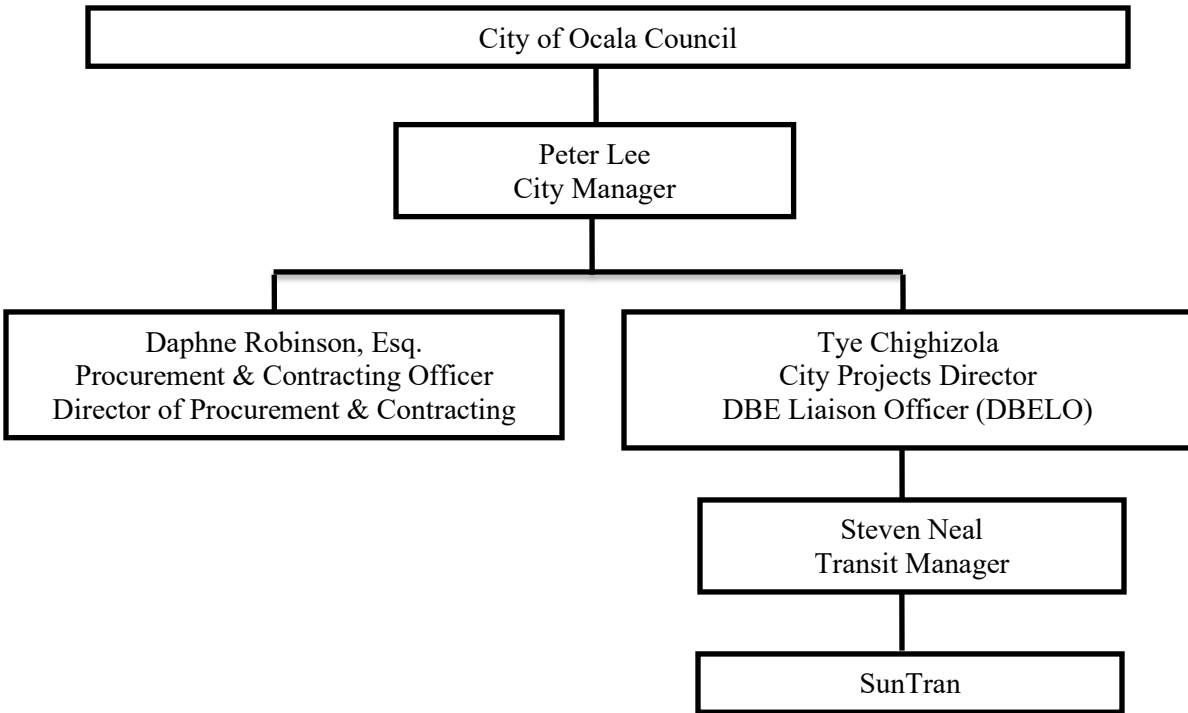 City of Ocala Council
Peter Lee
City Manager
Daphne Robinson, Esq.
Procurement & Contracting Officer
Director of Procurement & Contracting
Tye Chighizola
City Projects Director
DBE Liaison Officer (DBELO)
Steven Neal
Transit Manager
SunTran